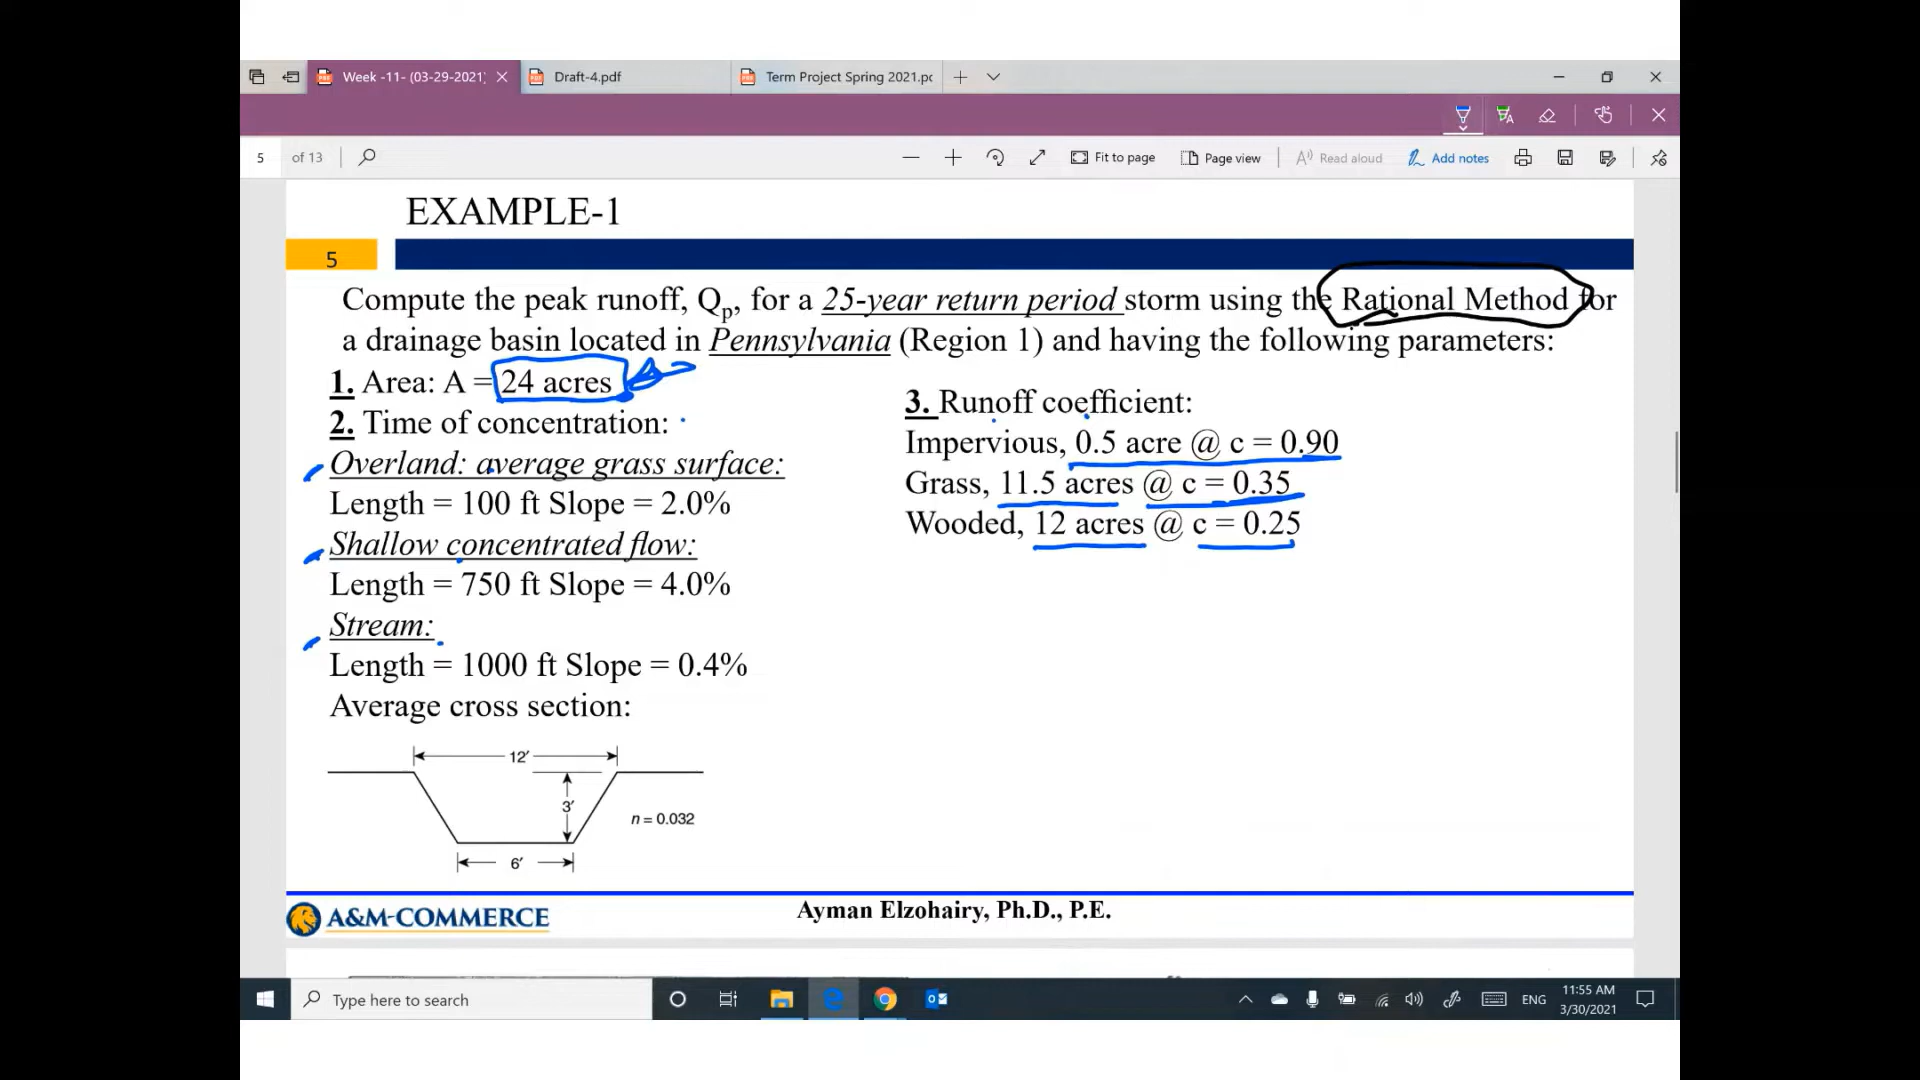 Week -11- (03-29-2021)
Draft-4.pdf
Term Project Spring 2021.pd
5 of 13
Fit to page
Page view
Read aloud
Add notes
EXAMPLE-1
5
Compute the peak runoff, Qp, for a 25-year return period storm using the Rational Method for
a drainage basin located in Pennsylvania (Region 1) and having the following parameters:
1. Area: A = 24 acres
2. Time of concentration:
Overland: average grass surface:
Length = 100 ft Slope = 2.0%
Shallow concentrated flow:
Length = 750 ft Slope = 4.0%
Stream:
Length = 1000 ft Slope = 0.4%
Average cross section:
3. Runoff coefficient:
Impervious, 0.5 acre @ c = 0.90
Grass, 11.5 acres @ c = 0.35
Wooded, 12 acres @ c = 0.25
12'
3'
n = 0.032
6'
A&M-COMMERCE
Ayman Elzohairy, Ph.D., P.E.
Type here to search
ENG
11:55 AM
3/30/2021